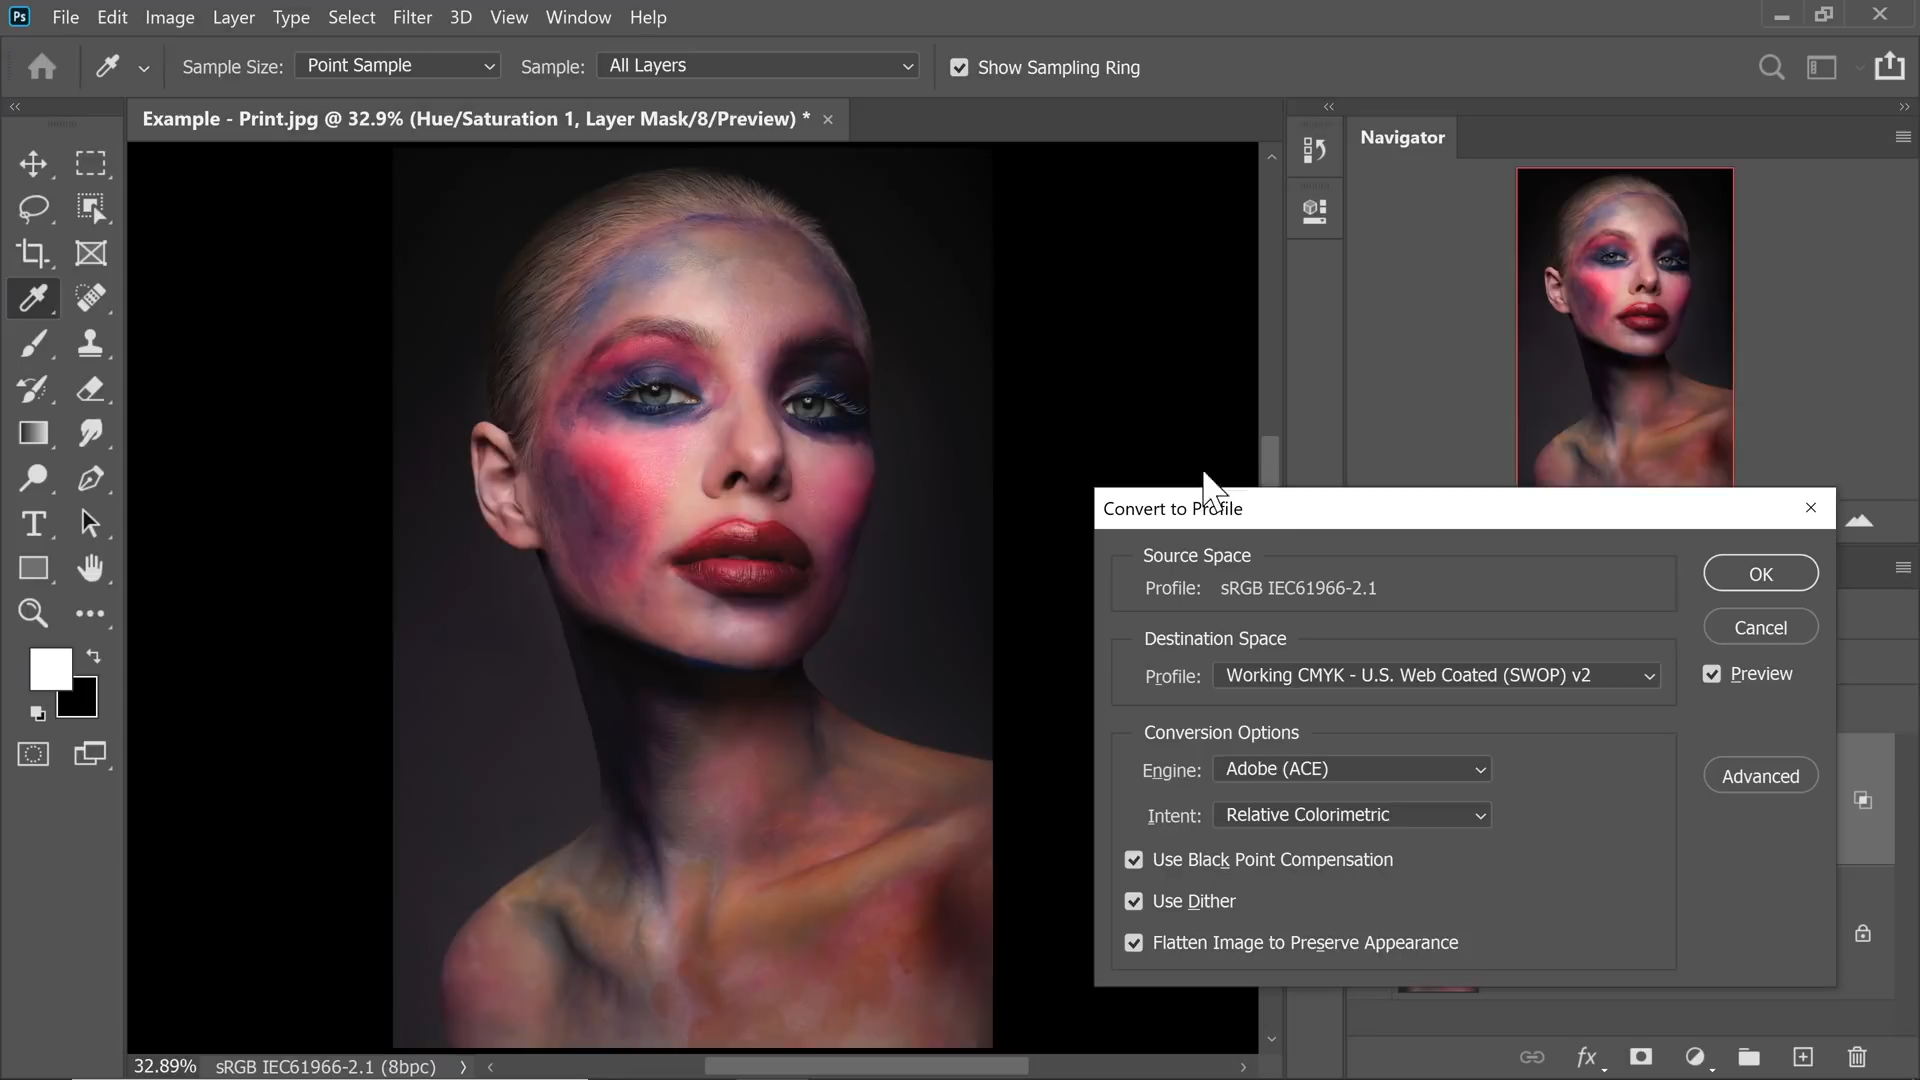 Ps File Edit Image Layer Type Select Filter 3D View Window Help
Sample Size: Point Sample Sample: All Layers Show Sampling Ring
Example - Print.jpg @ 32.9% (Hue/Saturation 1, Layer Mask/8/Preview) *
Navigator
Convert to Profile
Source Space
Profile: sRGB IEC61966-2.1
OK
Destination Space
Cancel
Profile: Working CMYK - U.S. Web Coated (SWOP) v2
Preview
Conversion Options
Engine: Adobe (ACE)
Advanced
Intent: Relative Colorimetric
Use Black Point Compensation
Use Dither
Flatten Image to Preserve Appearance
32.89% sRGB IEC61966-2.1 (8bpc)
fx